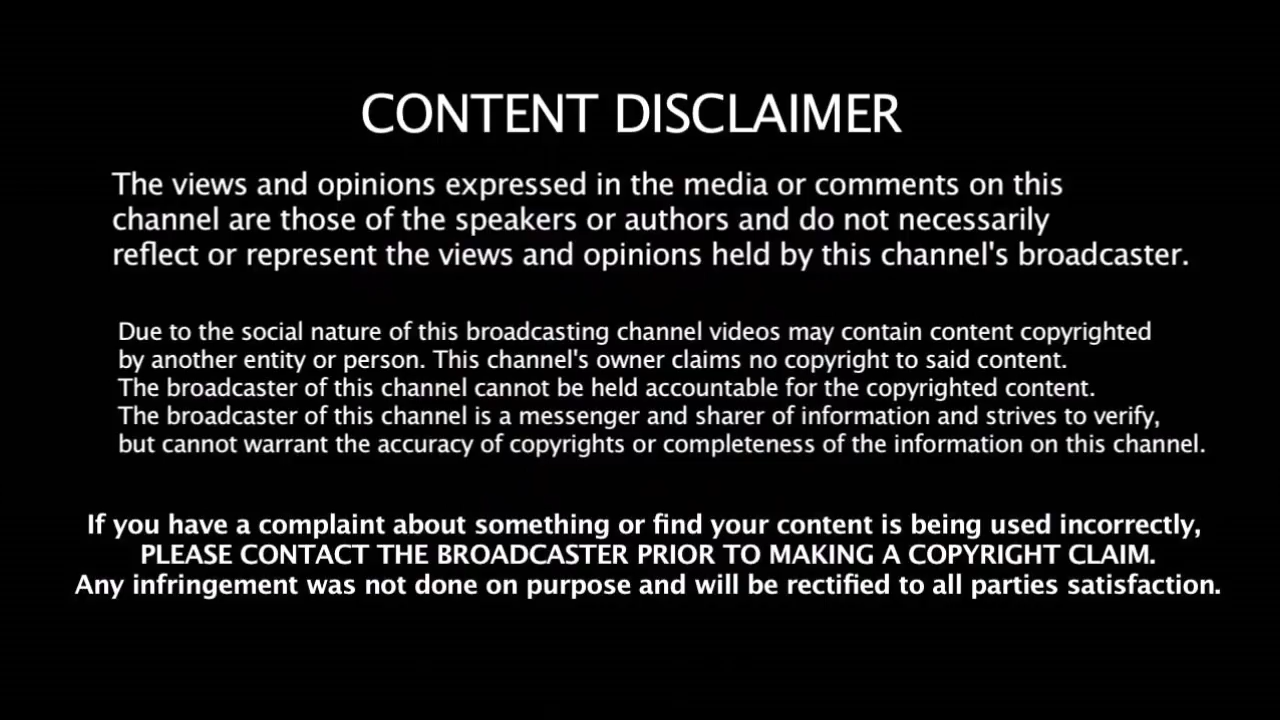 CONTENT DISCLAIMER
The views and opinions expressed in the media or comments on this
channel are those of the speakers or authors and do not necessarily
reflect or represent the views and opinions held by this channel's broadcaster.
Due to the social nature of this broadcasting channel videos may contain content copyrighted
by another entity or person. This channel's owner claims no copyright to said content.
The broadcaster of this channel cannot be held accountable for the copyrighted content.
The broadcaster of this channel is a messenger and sharer of information and strives to verify,
but cannot warrant the accuracy of copyrights or completeness of the information on this channel.
If you have a complaint about something or find your content is being used incorrectly,
PLEASE CONTACT THE BROADCASTER PRIOR TO MAKING A COPYRIGHT CLAIM.
Any infringement was not done on purpose and will be rectified to all parties satisfaction.